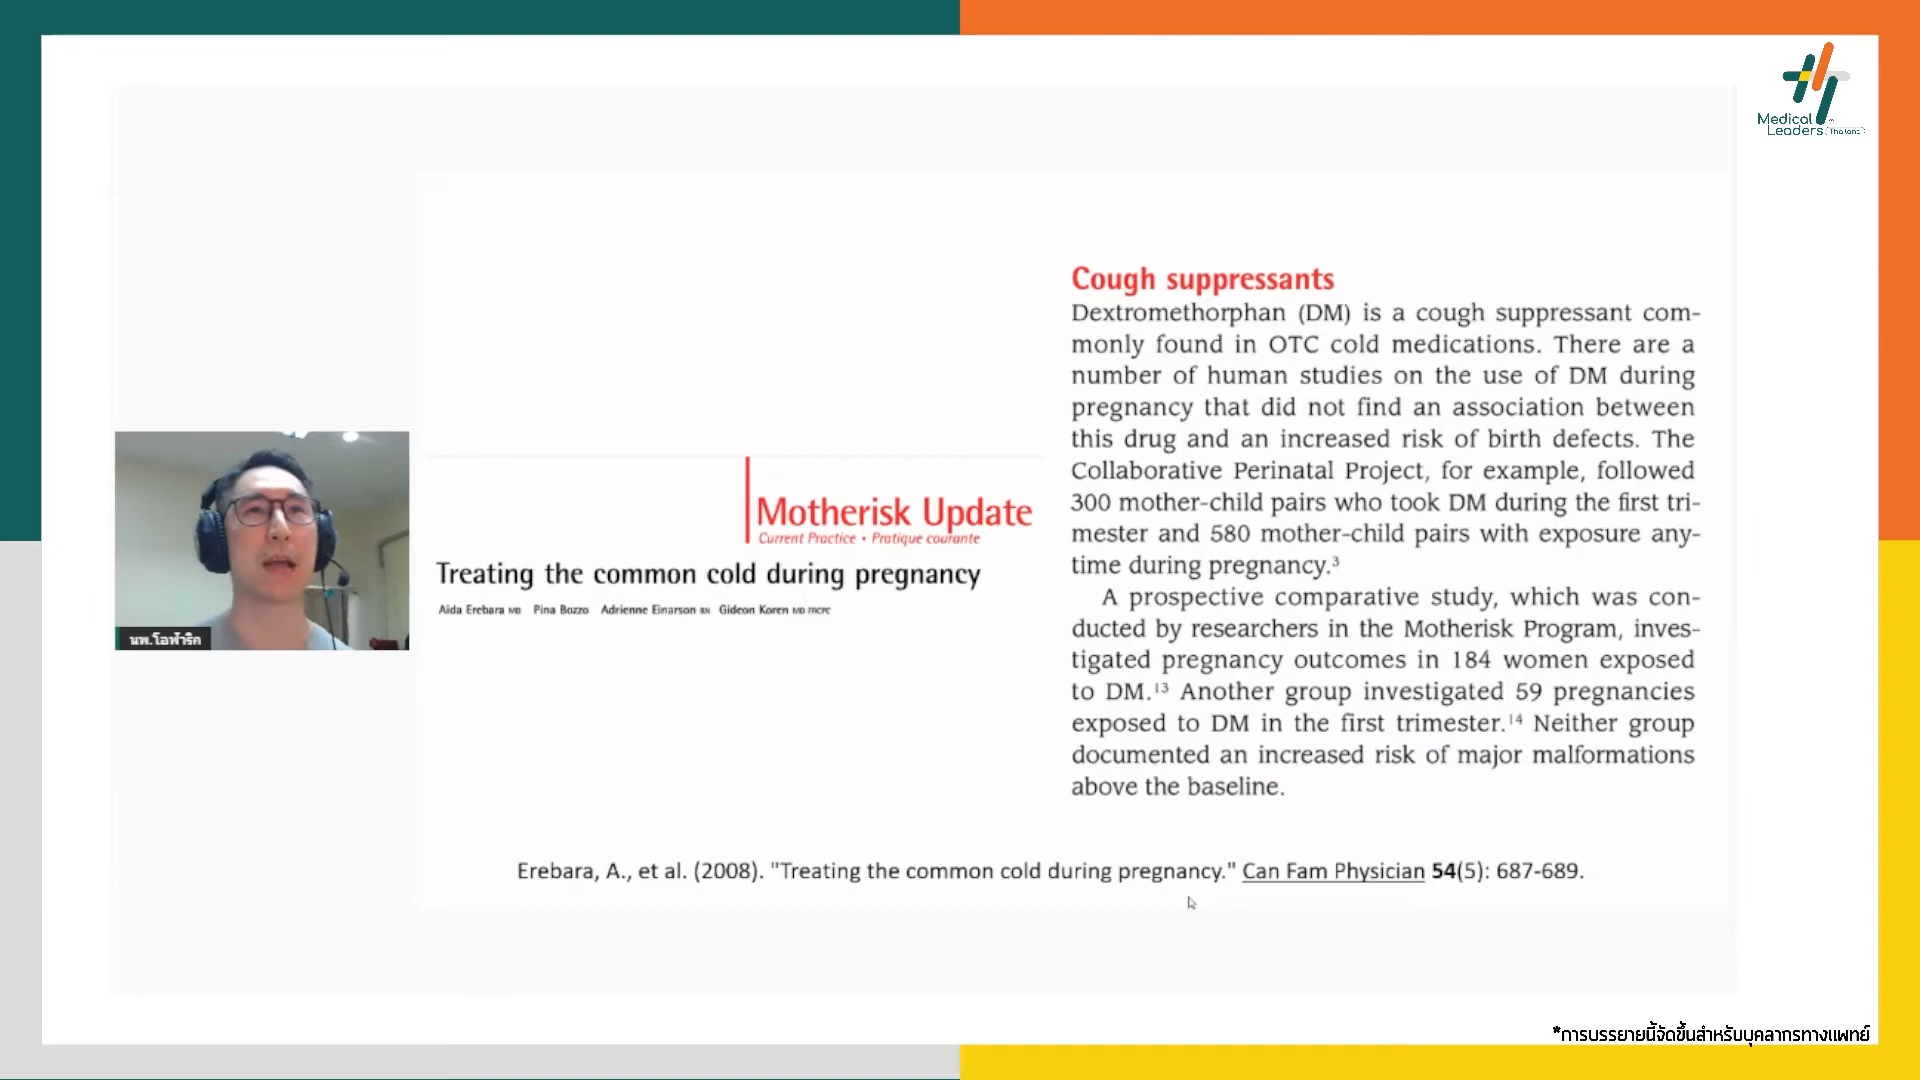 Medical
Leaders (Thailand)
Cough suppressants
Dextromethorphan (DM) is a cough suppressant com-
monly found in OTC cold medications. There are a
number of human studies on the use of DM during
pregnancy that did not find an association between
this drug and an increased risk of birth defects. The
Collaborative Perinatal Project, for example, followed
300 mother-child pairs who took DM during the first tri-
mester and 580 mother-child pairs with exposure any-
time during pregnancy.³
A prospective comparative study, which was con-
ducted by researchers in the Motherisk Program, inves-
tigated pregnancy outcomes in 184 women exposed
to DM.¹³ Another group investigated 59 pregnancies
exposed to DM in the first trimester.¹⁴ Neither group
documented an increased risk of major malformations
above the baseline.
Motherisk Update
Current Practice • Pratique courante
Treating the common cold during pregnancy
Aida Erebara MD Pina Bozzo Adrienne Einarson RN Gideon Koren MD FRCPC
นพ.โอฬาริก
Erebara, A., et al. (2008). "Treating the common cold during pregnancy." Can Fam Physician 54(5): 687-689.
*การบรรยายนี้จัดขึ้นสำหรับบุคลากรทางแพทย์